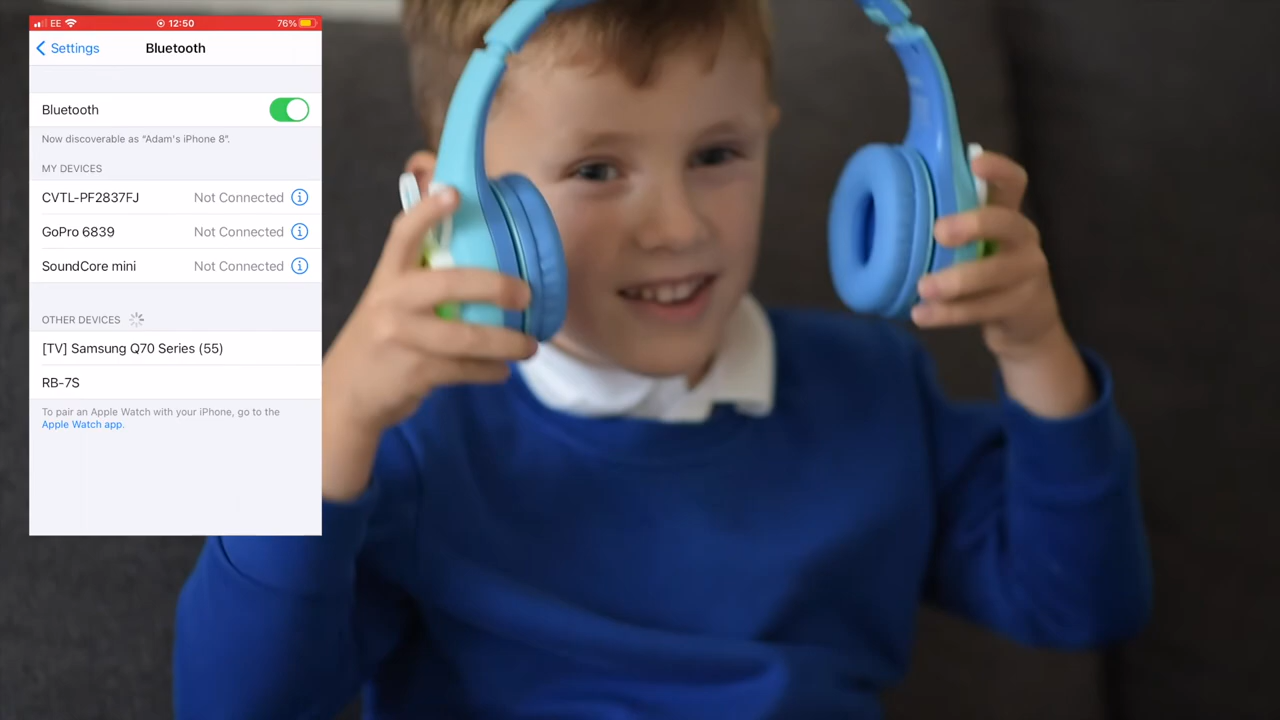 EE 12:50 76%
Settings Bluetooth
Bluetooth
Now discoverable as “Adam's iPhone 8”.
MY DEVICES
CVTL-PF2837FJ Not Connected
GoPro 6839 Not Connected
SoundCore mini Not Connected
OTHER DEVICES
[TV] Samsung Q70 Series (55)
RB-7S
To pair an Apple Watch with your iPhone, go to the
Apple Watch app.